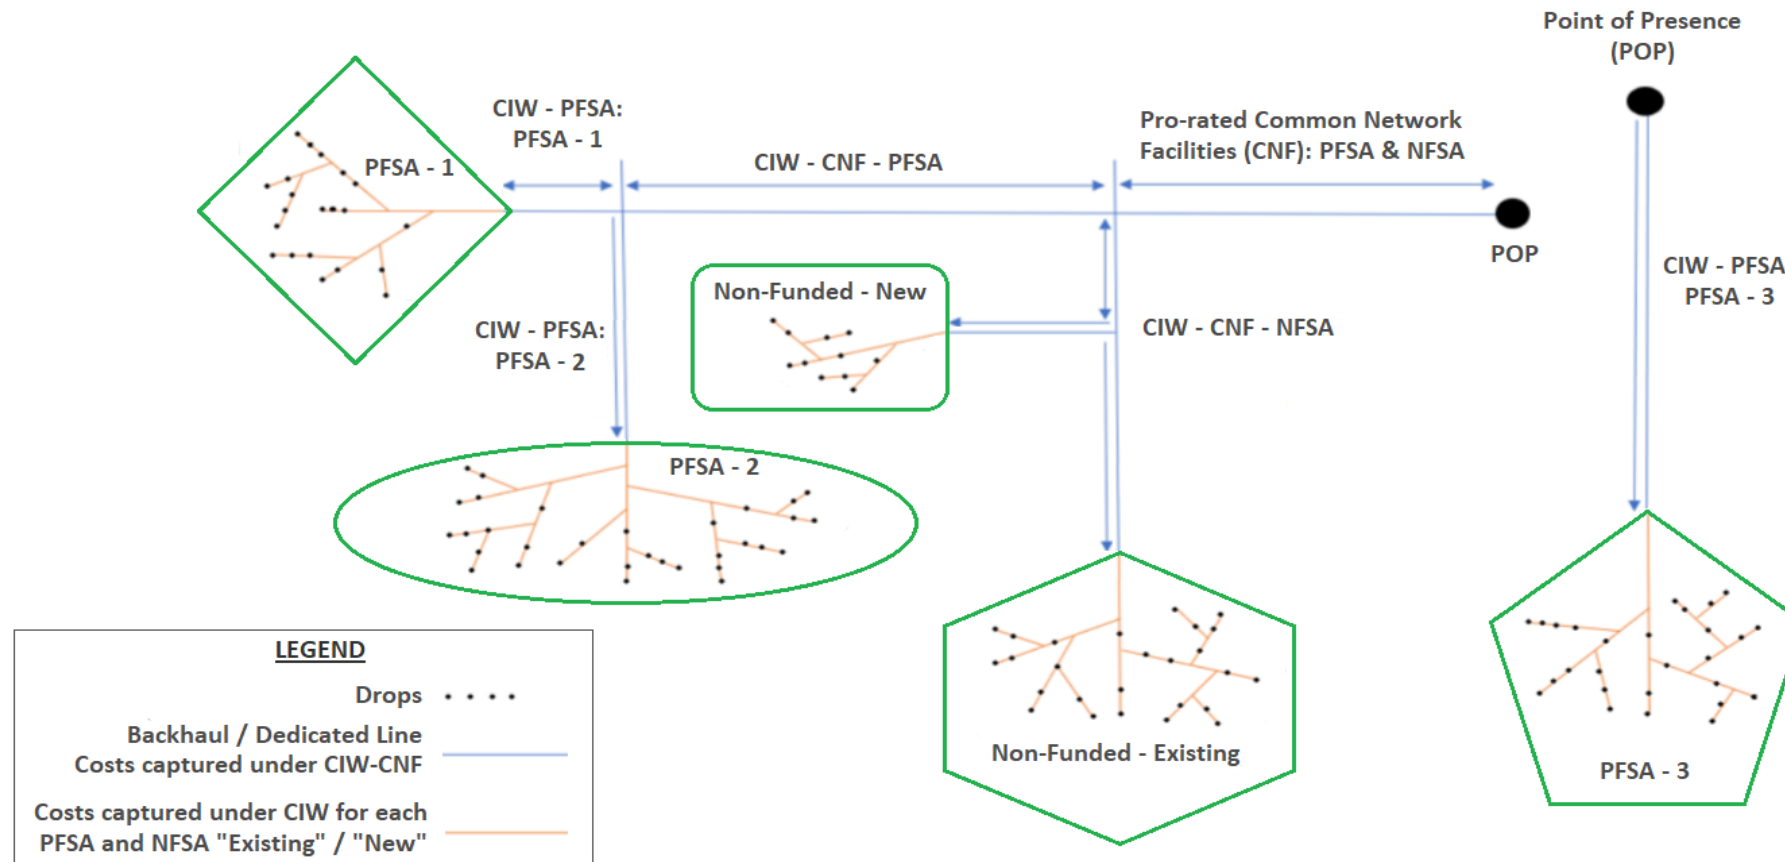 Point of Presence
(POP)
CIW - PFSA:
PFSA - 1
Pro-rated Common Network
Facilities (CNF): PFSA & NFSA
CIW - CNF - PFSA
PFSA - 1
POP
CIW - PFSA
PFSA - 3
Non-Funded - New
CIW - PFSA:
PFSA - 2
CIW - CNF - NFSA
PFSA - 2
Non-Funded - Existing
PFSA - 3
LEGEND
Drops
Backhaul / Dedicated Line
Costs captured under CIW-CNF
Costs captured under CIW for each
PFSA and NFSA "Existing" / "New"